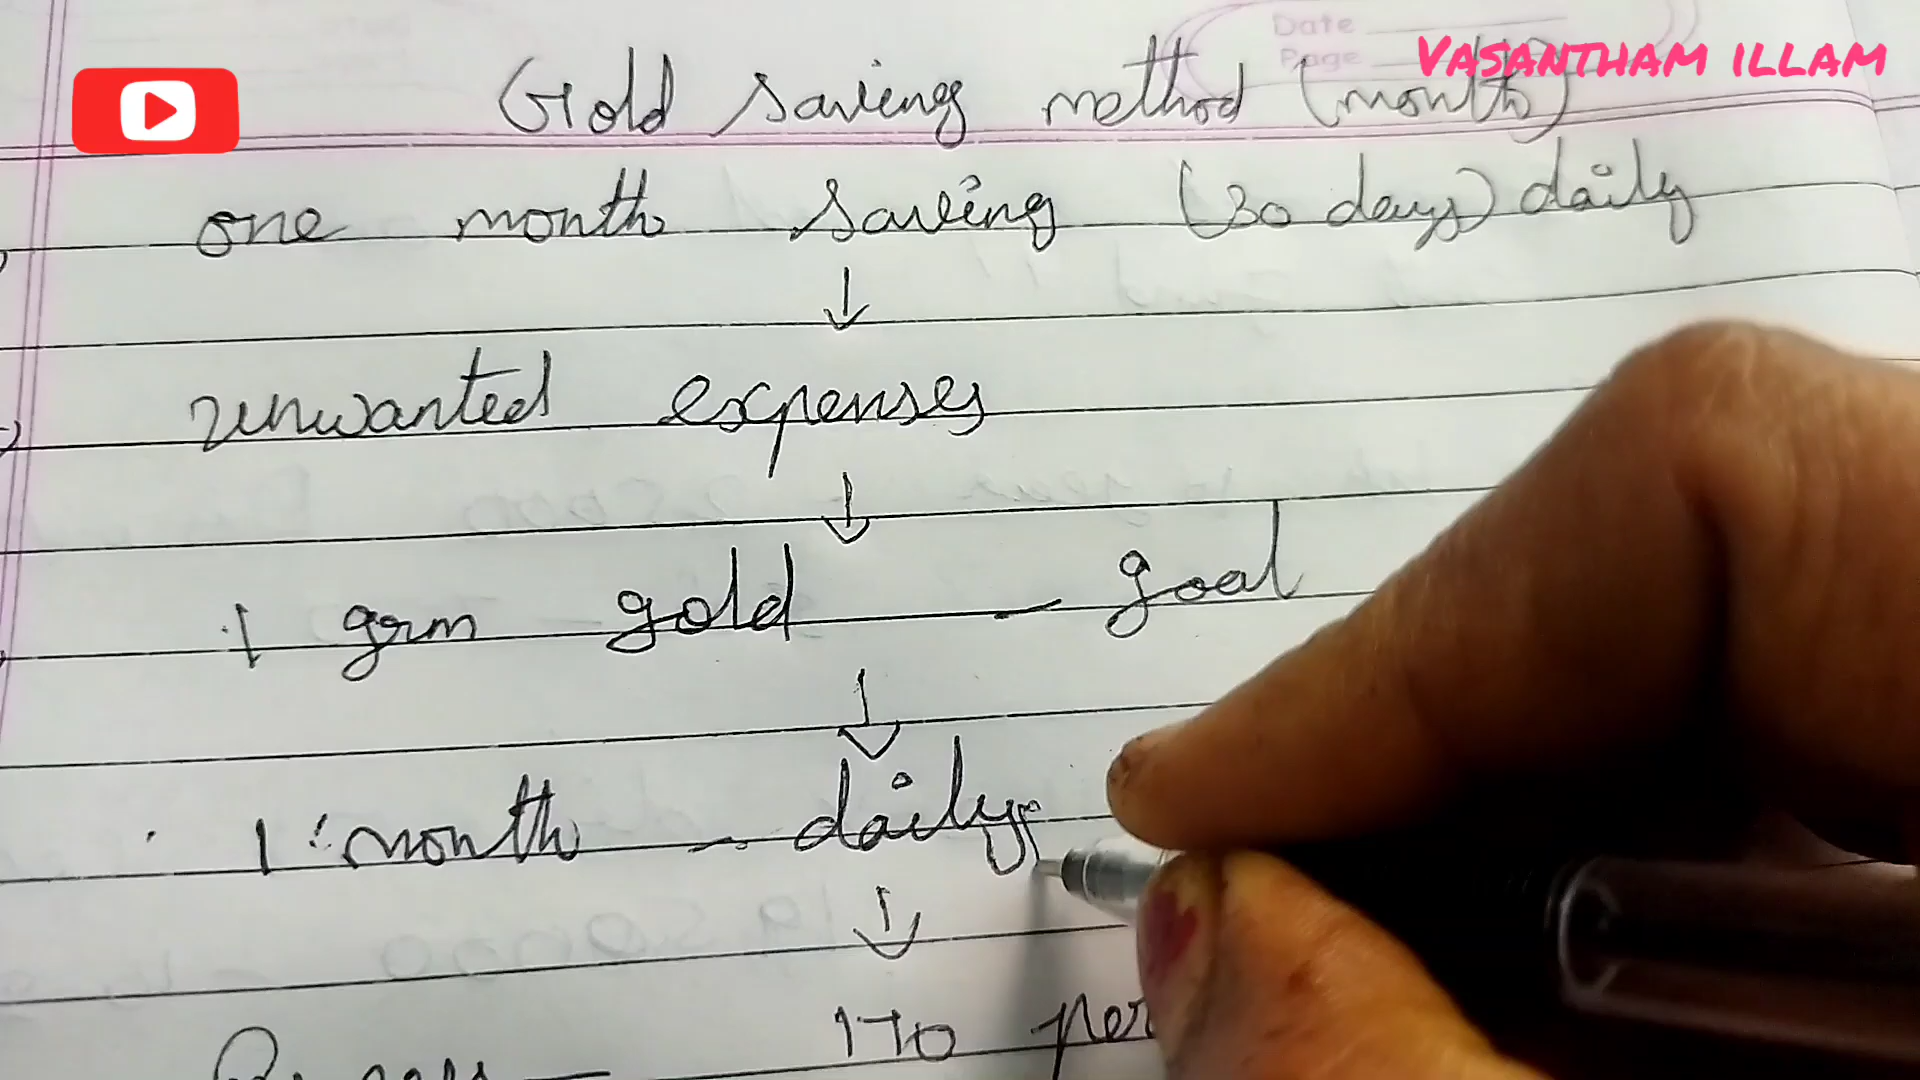 Date
Page
VASANTHAM ILLAM
Gold saving method (month)
one month saving (30 days) daily
↓
unwanted expenses
↓
1 grm gold - goal
↓
1 month - daily
↓
170 per